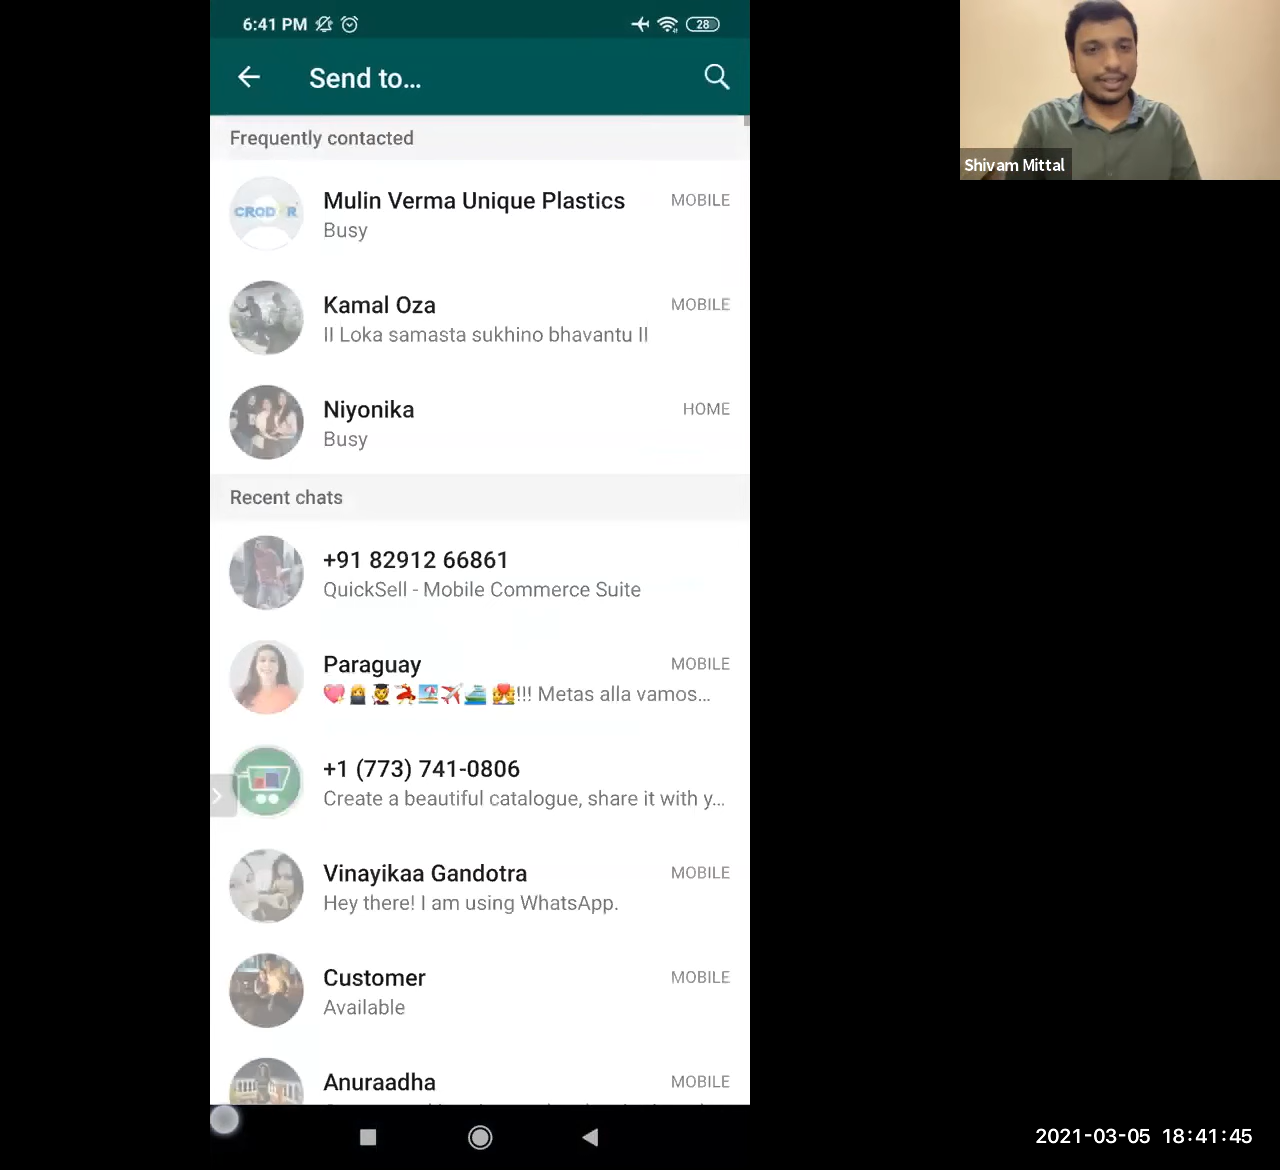 6:41 PM 28
Send to...
Frequently contacted
CROD R
Mulin Verma Unique Plastics MOBILE
Busy
Kamal Oza MOBILE
II Loka samasta sukhino bhavantu II
Niyonika HOME
Busy
Recent chats
+91 82912 66861
QuickSell - Mobile Commerce Suite
Paraguay MOBILE
!!! Metas alla vamos...
+1 (773) 741-0806
Create a beautiful catalogue, share it with y...
Vinayikaa Gandotra MOBILE
Hey there! I am using WhatsApp.
Customer MOBILE
Available
Anuraadha MOBILE
Shivam Mittal
2021-03-05 18:41:45